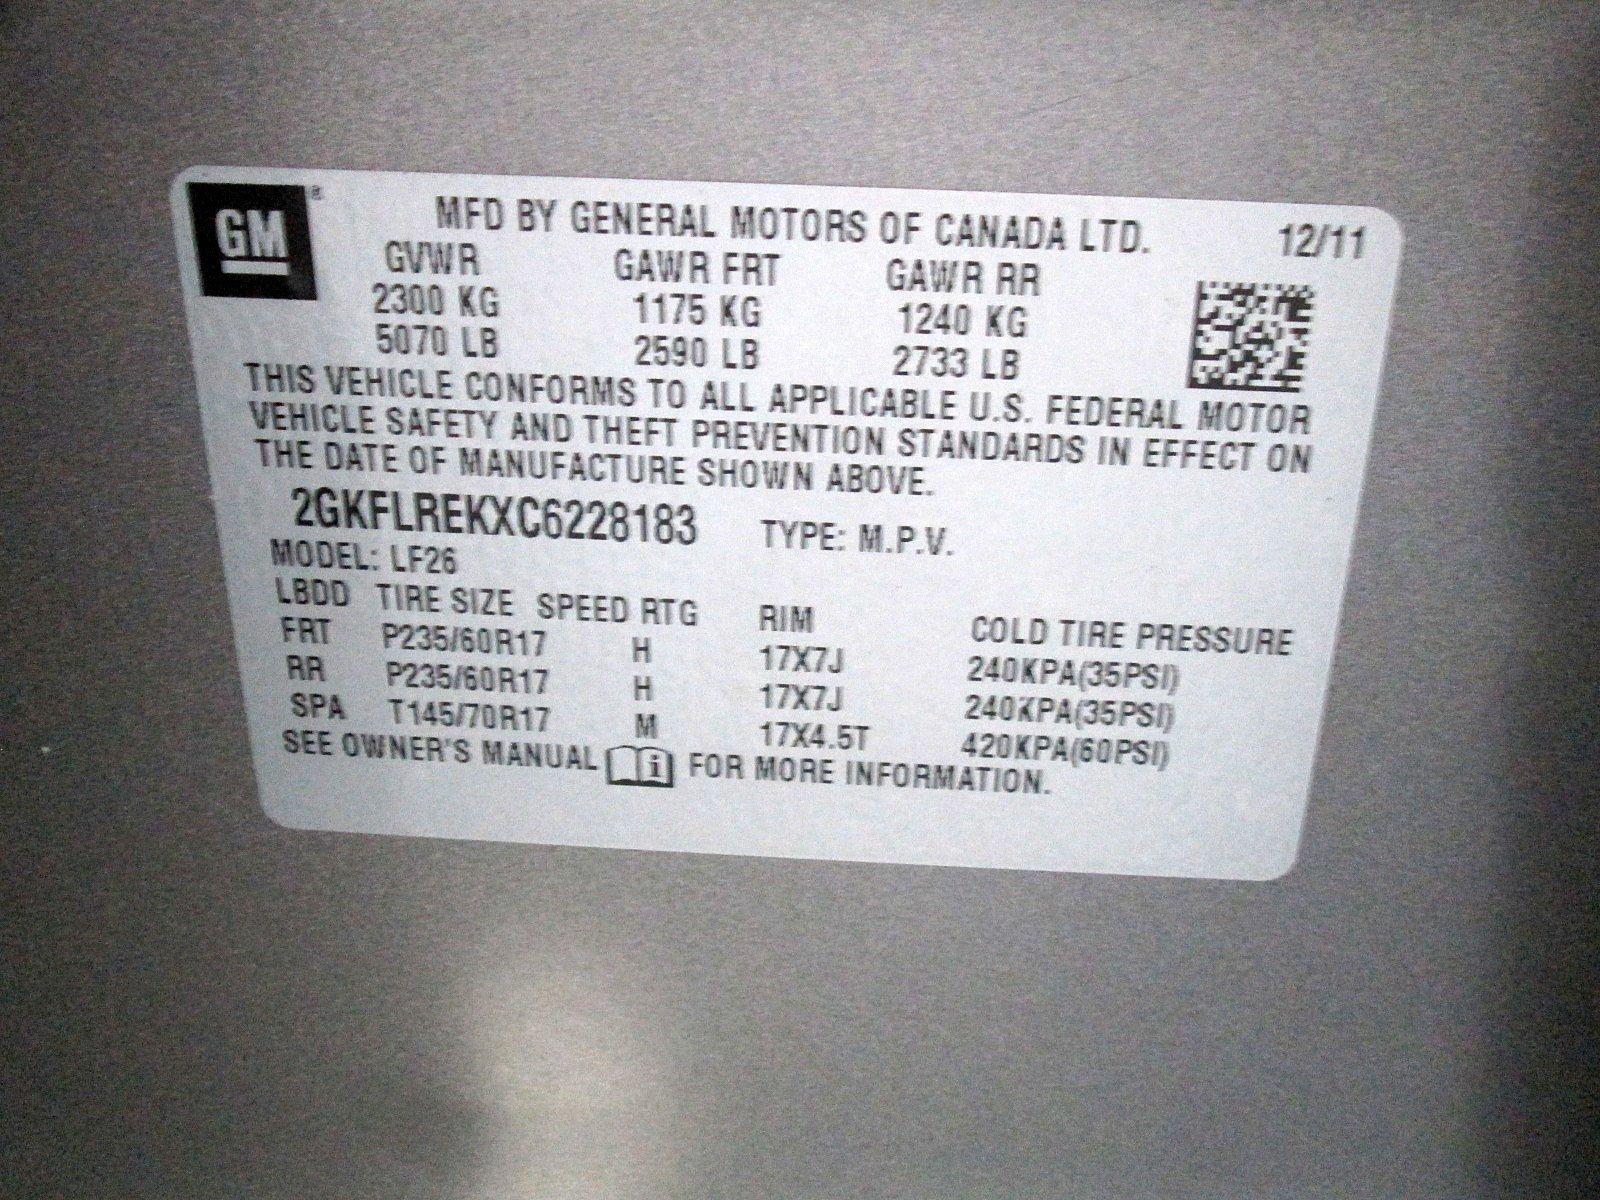 GM ®
MFD BY GENERAL MOTORS OF CANADA LTD. 12/11
GVWR GAWR FRT GAWR RR
2300 KG 1175 KG 1240 KG
5070 LB 2590 LB 2733 LB
THIS VEHICLE CONFORMS TO ALL APPLICABLE U.S. FEDERAL MOTOR
VEHICLE SAFETY AND THEFT PREVENTION STANDARDS IN EFFECT ON
THE DATE OF MANUFACTURE SHOWN ABOVE.
2GKFLREKXC6228183 TYPE: M.P.V.
MODEL: LF26
LBDD TIRE SIZE SPEED RTG RIM COLD TIRE PRESSURE
FRT P235/60R17 H 17X7J 240KPA(35PSI)
RR P235/60R17 H 17X7J 240KPA(35PSI)
SPA T145/70R17 M 17X4.5T 420KPA(60PSI)
SEE OWNER'S MANUAL i FOR MORE INFORMATION.